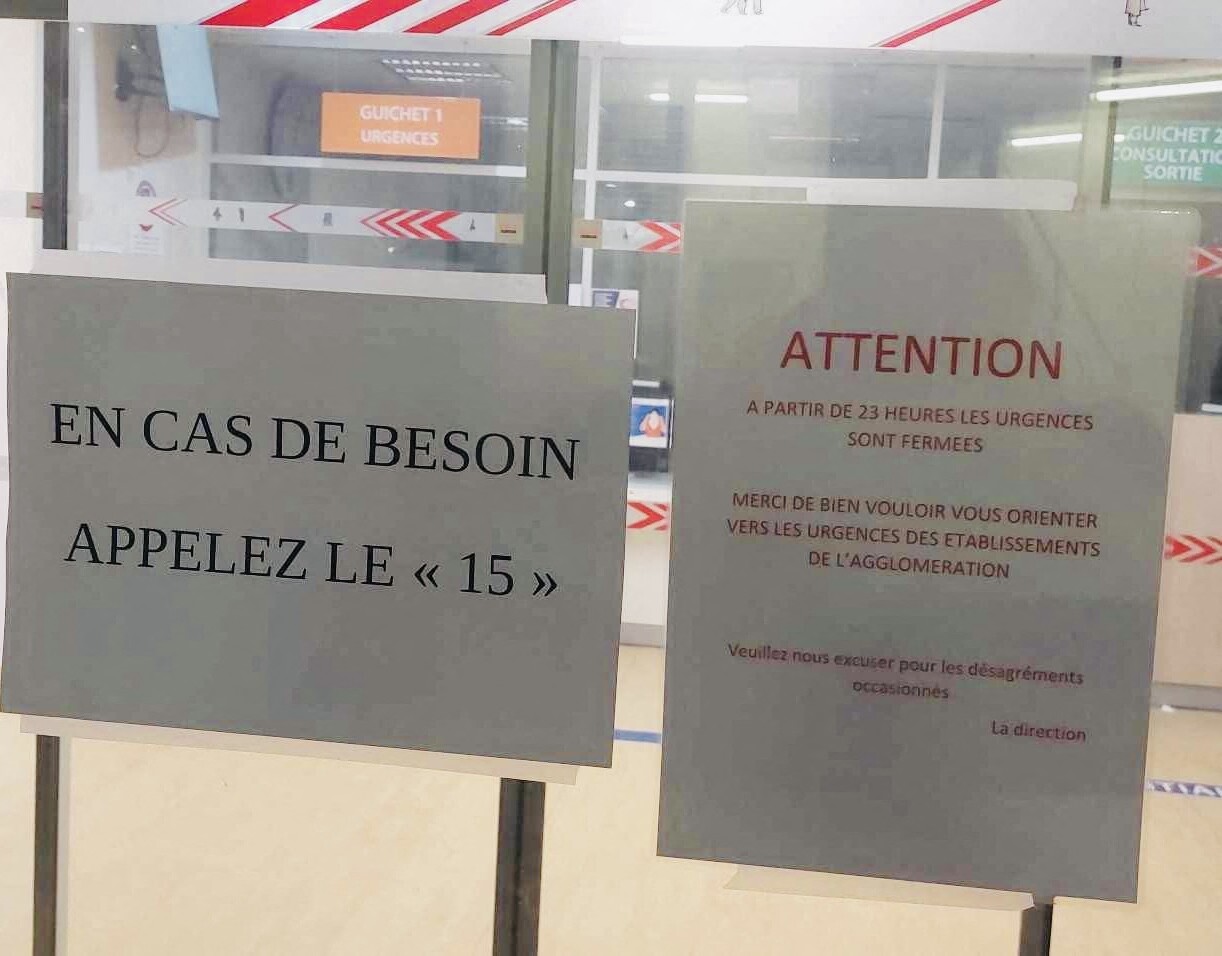 GUICHET 1
URGENCES
GUICHET 2
SORTIE
EN CAS DE BESOIN
APPELEZ LE « 15 »
ATTENTION
A PARTIR DE 23 HEURES LES URGENCES
SONT FERMEES
MERCI DE BIEN VOULOIR VOUS ORIENTER
VERS LES URGENCES DES ETABLISSEMENTS
DE L'AGGLOMERATION
Veuillez nous excuser pour les désagréments
occasionnés
La direction